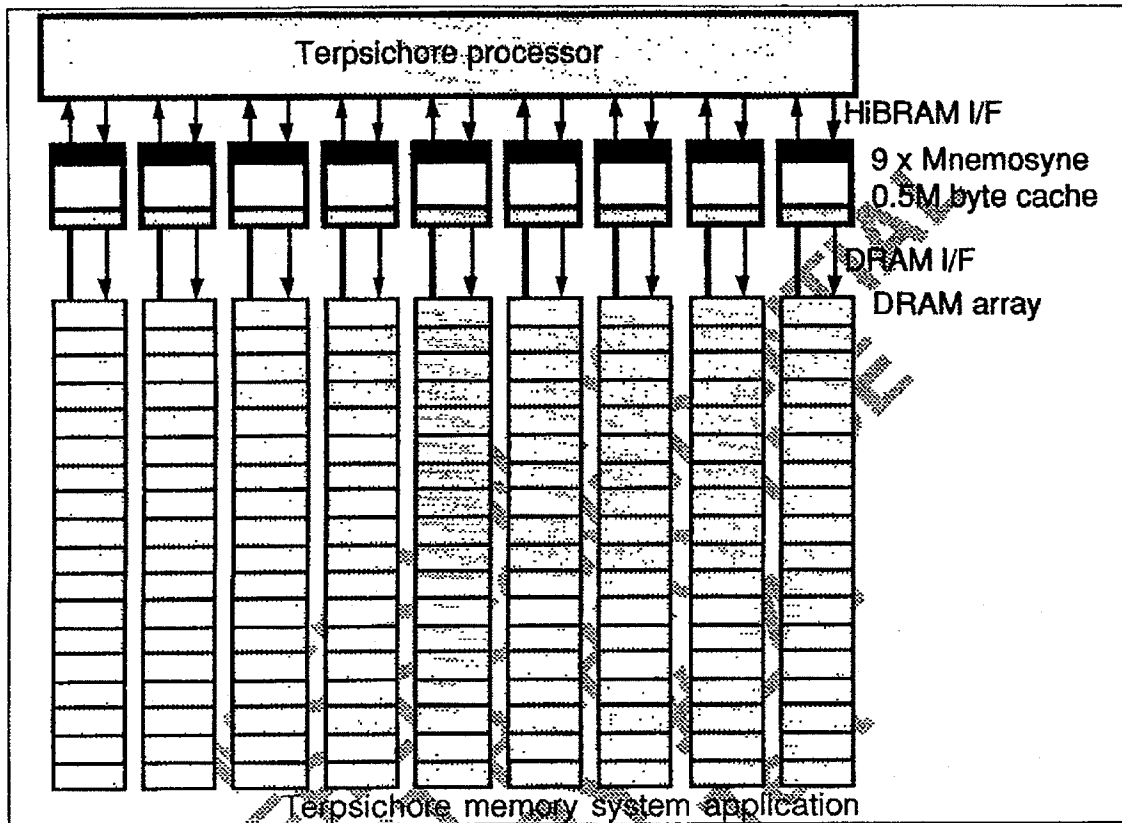 Terpsichore processor
HiBRAM I/F
9 x Mnemosyne
0.5M byte cache
DRAM I/F
DRAM array
Terpsichore memory system application